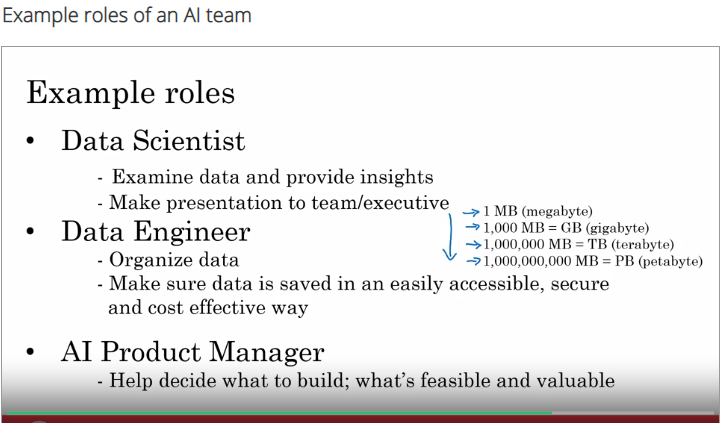 Example roles of an AI team
Example roles
• Data Scientist
- Examine data and provide insights
- Make presentation to team/executive
→ 1 MB (megabyte)
→ 1,000 MB = GB (gigabyte)
→ 1,000,000 MB = TB (terabyte)
→ 1,000,000,000 MB = PB (petabyte)
• Data Engineer
- Organize data
- Make sure data is saved in an easily accessible, secure
and cost effective way
• AI Product Manager
- Help decide what to build; what's feasible and valuable